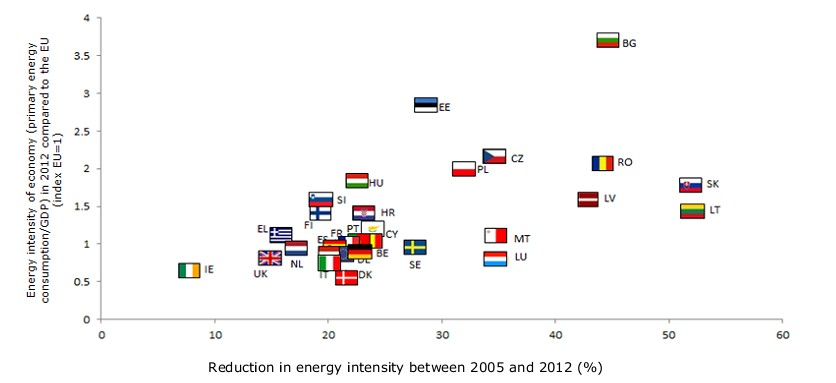 Energy intensity of economy (primary energy
consumption/GDP) in 2012 compared to the EU
(index EU=1)
4
3.5
3
2.5
2
1.5
1
0.5
0
BG
EE
CZ
PL
RO
HU
SK
SI
LV
LT
FI
HR
EL
FR
PT
CY
MT
ES
BE
NL
DE
SE
LU
UK
IT
DK
IE
0
10
20
30
40
50
60
Reduction in energy intensity between 2005 and 2012 (%)